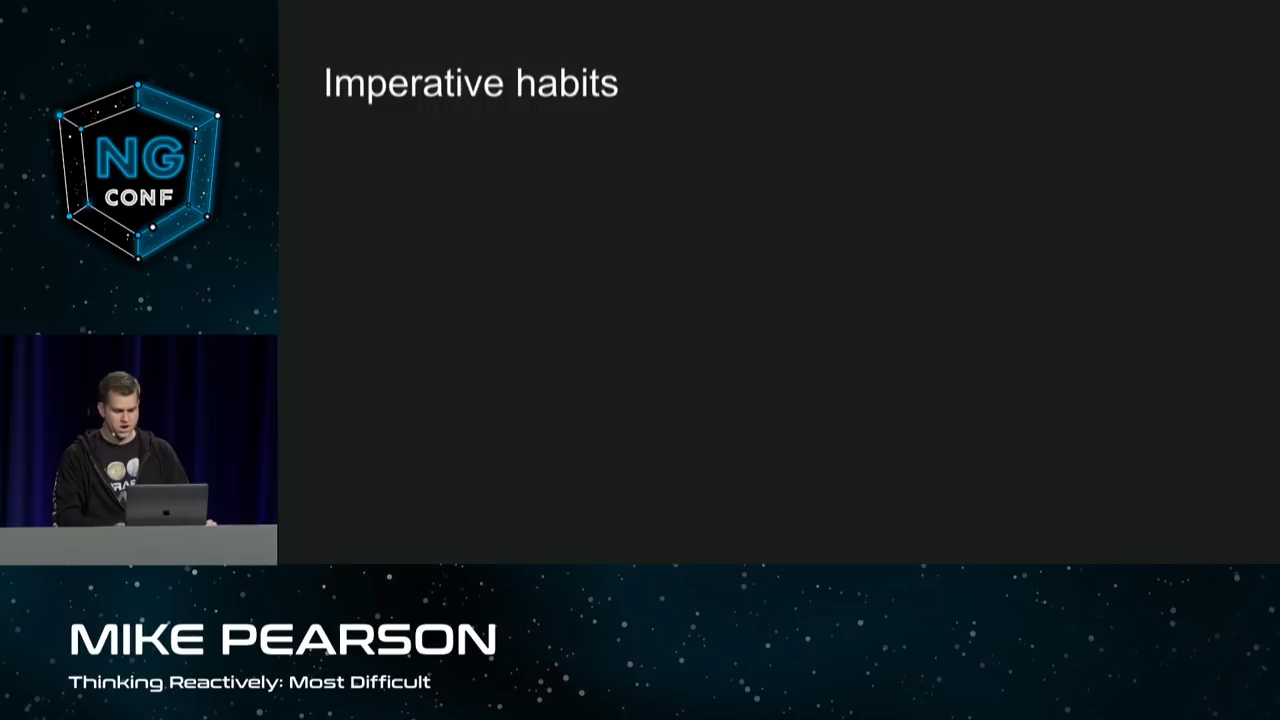 NG
CONF
Imperative habits
MIKE PEARSON
Thinking Reactively: Most Difficult